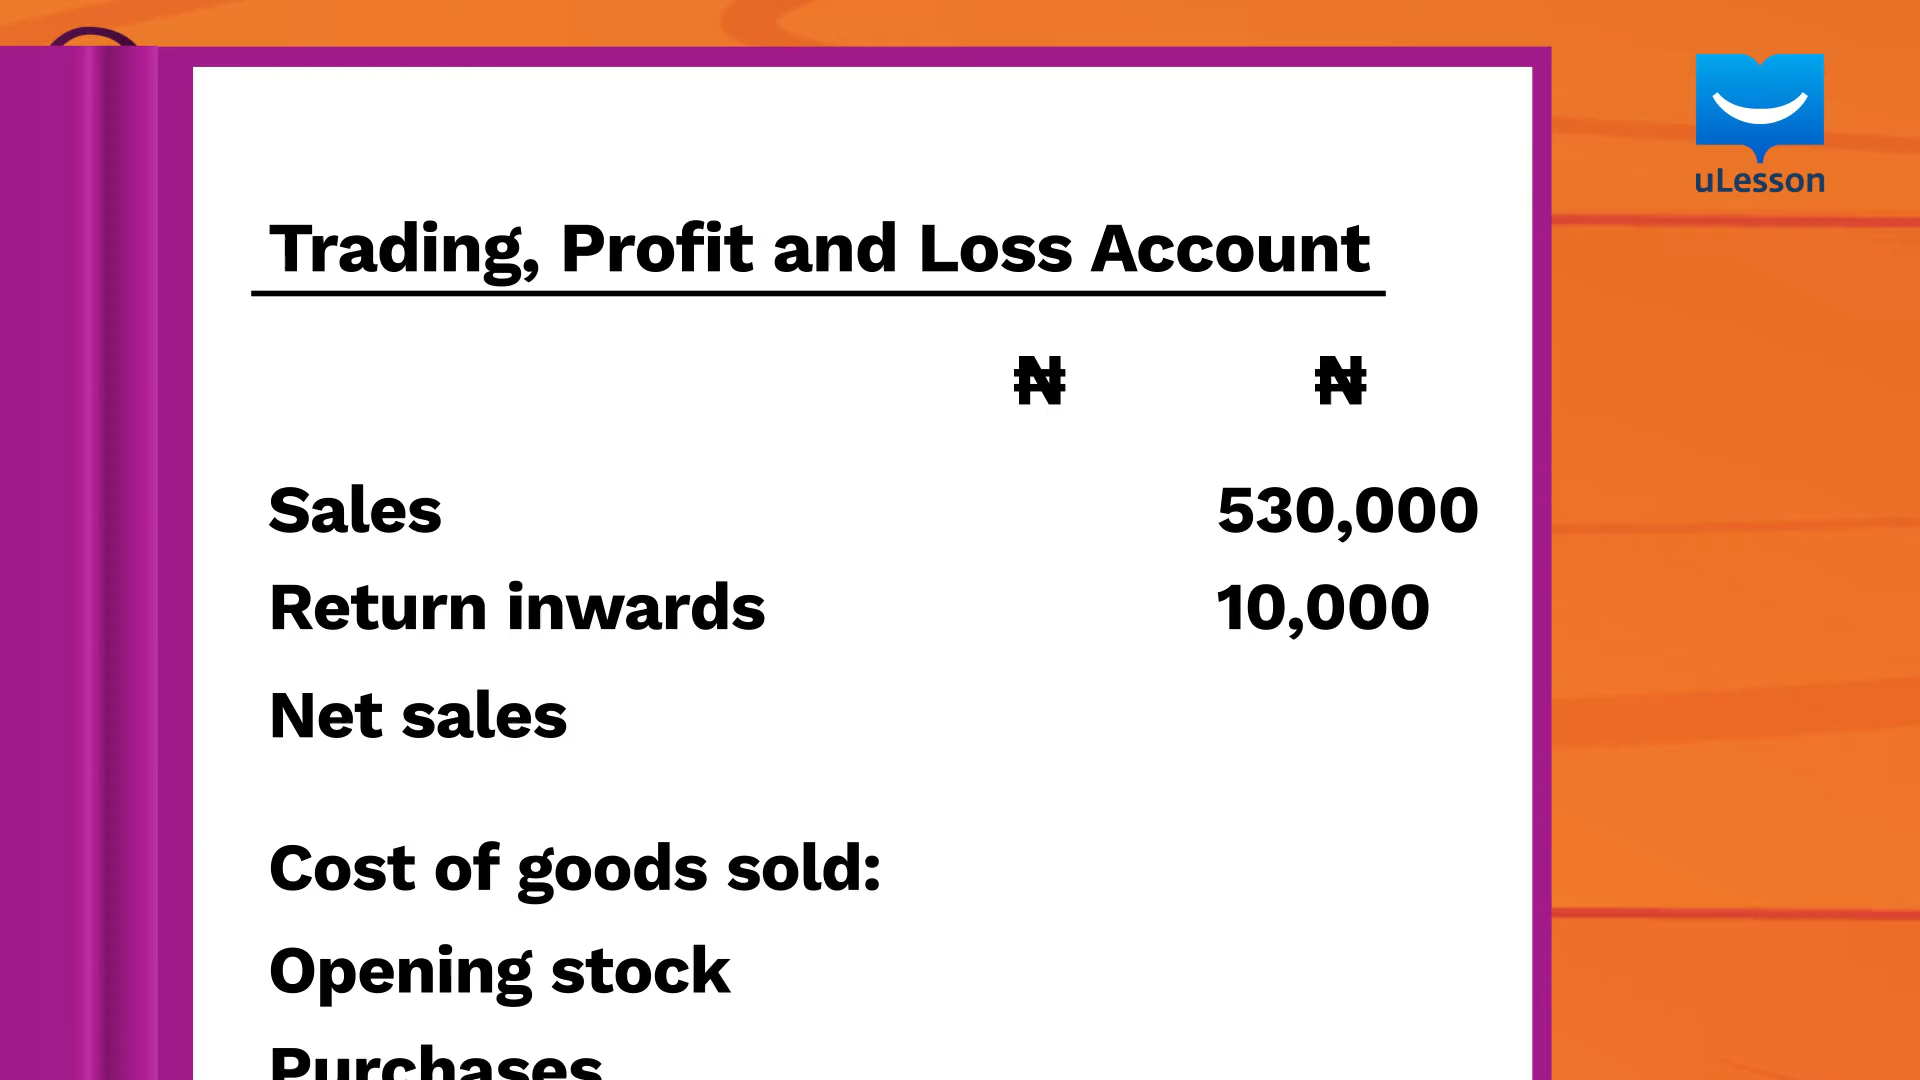 uLesson
Trading, Profit and Loss Account
₦ ₦
Sales 530,000
Return inwards 10,000
Net sales
Cost of goods sold:
Opening stock
Purchases